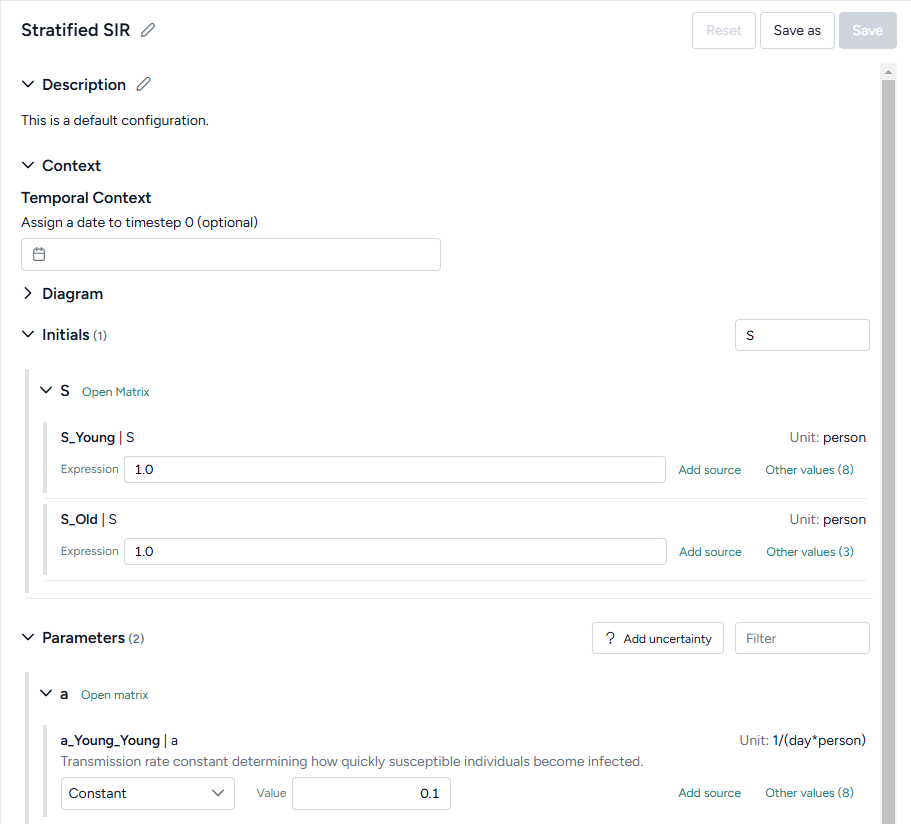 Stratified SIR
Reset Save as Save
Description
This is a default configuration.
Context
Temporal Context
Assign a date to timestep 0 (optional)
Diagram
Initials (1) S
S Open Matrix
S_Young | S Unit: person
Expression 1.0 Add source Other values (8)
S_Old | S Unit: person
Expression 1.0 Add source Other values (3)
Parameters (2) ? Add uncertainty Filter
a Open matrix
a_Young_Young | a Unit: 1/(day*person)
Transmission rate constant determining how quickly susceptible individuals become infected.
Constant Value 0.1 Add source Other values (8)